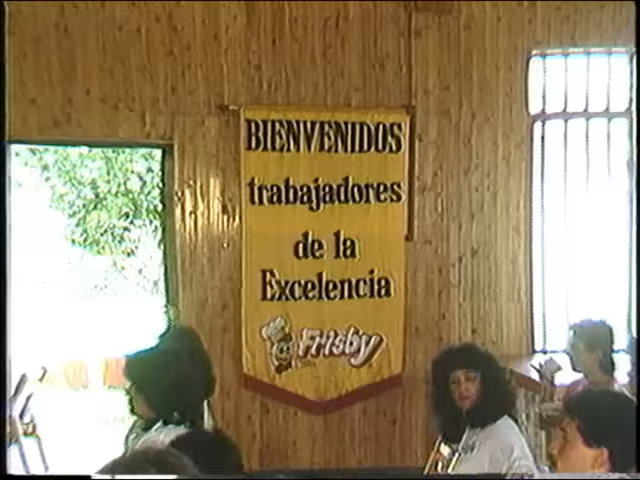 BIENVENIDOS
trabajadores
de la
Excelencia
Frisby